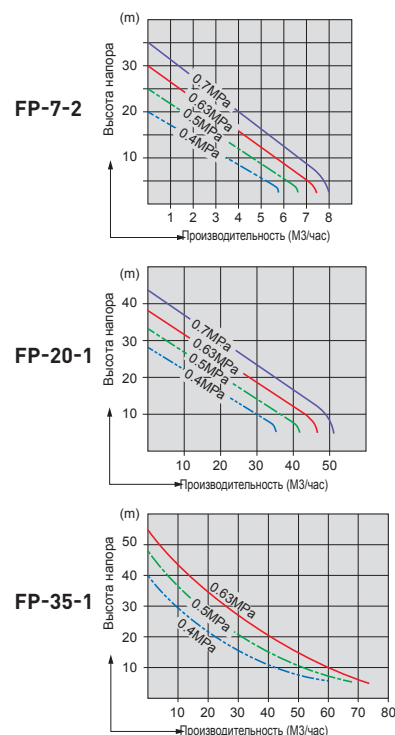 (m)
Высота напора
FP-7-2
30
20
10
0.7MPa
0.63MPa
0.5MPa
0.4MPa
1 2 3 4 5 6 7 8
Производительность (М3/час)
(m)
Высота напора
FP-20-1
40
30
20
10
0.7MPa
0.63MPa
0.5MPa
0.4MPa
10 20 30 40 50
Производительность (М3/час)
(m)
Высота напора
FP-35-1
50
40
30
20
10
0.63MPa
0.5MPa
0.4MPa
10 20 30 40 50 60 70 80
Производительность (М3/час)